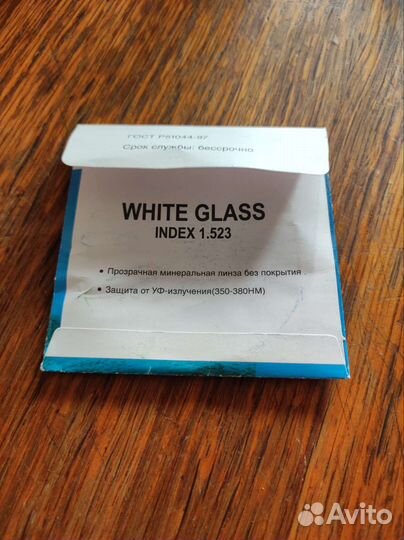 ГОСТ Р51044-97
Срок службы: бессрочно
WHITE GLASS
INDEX 1.523
• Прозрачная минеральная линза без покрытия
• Защита от УФ-излучения(350-380НМ)
Avito